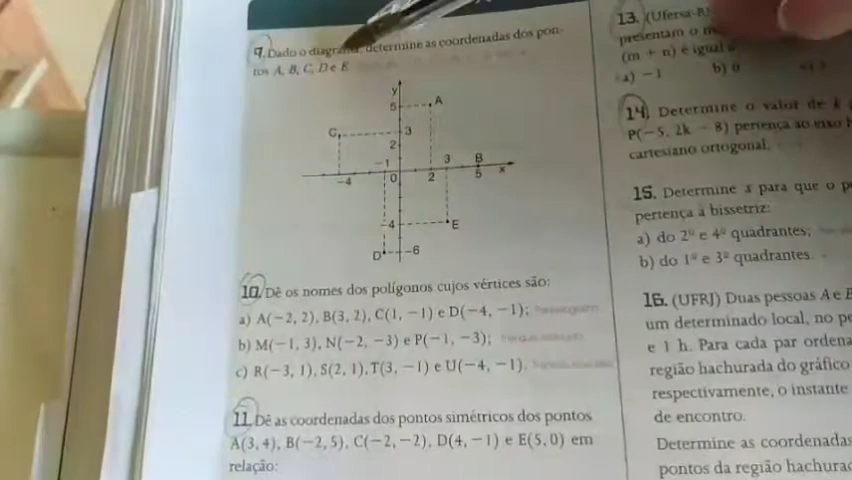 9. Dado o diagrama, determine as coordenadas dos pon-
tos A, B, C, D e E.
y
5
A
C
3
2
-1
3
B
-4
0
2
5
x
-4
E
D
-6
10. Dê os nomes dos polígonos cujos vértices são:
a) A(-2, 2), B(3, 2), C(1, -1) e D(-4, -1);
b) M(-1, 3), N(-2, -3) e P(-1, -3);
c) R(-3, 1), S(2, 1), T(3, -1) e U(-4, -1).
11. Dê as coordenadas dos pontos simétricos dos pontos
A(3, 4), B(-2, 5), C(-2, -2), D(4, -1) e E(5, 0) em
relação:
13. (Ufersa-R
presentam o
(m + n) é igual
a) -1 b) 0
14. Determine o valor de k
P(-5, 2k - 8) pertença ao eixo
cartesiano ortogonal.
15. Determine x para que o
pertença à bissetriz:
a) do 2º e 4º quadrantes;
b) do 1º e 3º quadrantes.
16. (UFRJ) Duas pessoas A e B
um determinado local, no
e 1 h. Para cada par ordena
região hachurada do gráfico
respectivamente, o instante
de encontro.
Determine as coordenadas
pontos da região hachurad